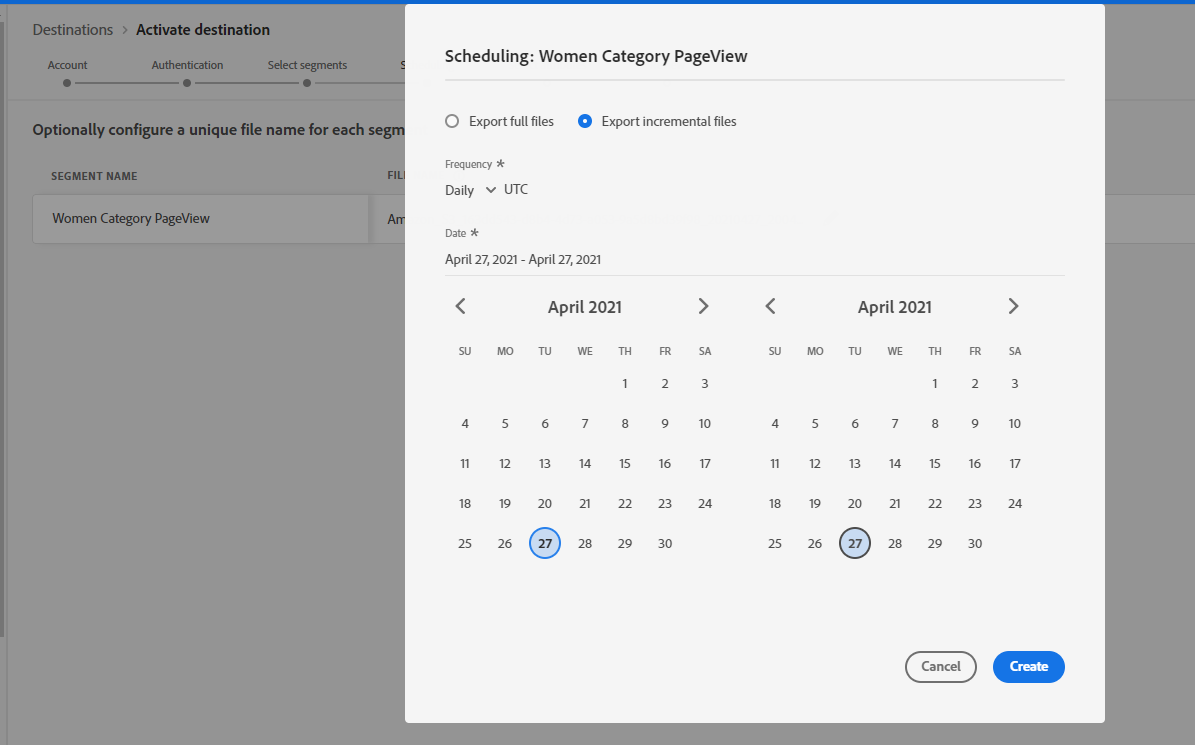 Destinations > Activate destination
Account Authentication Select segments
Optionally configure a unique file name for each segm
SEGMENT NAME FIL
Women Category PageView Am
Scheduling: Women Category PageView
Export full files Export incremental files
Frequency *
Daily UTC
Date *
April 27, 2021 - April 27, 2021
April 2021 April 2021
SU MO TU WE TH FR SA SU MO TU WE TH FR SA
1 2 3 1 2 3
4 5 6 7 8 9 10 4 5 6 7 8 9 10
11 12 13 14 15 16 17 11 12 13 14 15 16 17
18 19 20 21 22 23 24 18 19 20 21 22 23 24
25 26 27 28 29 30 25 26 27 28 29 30
Cancel Create